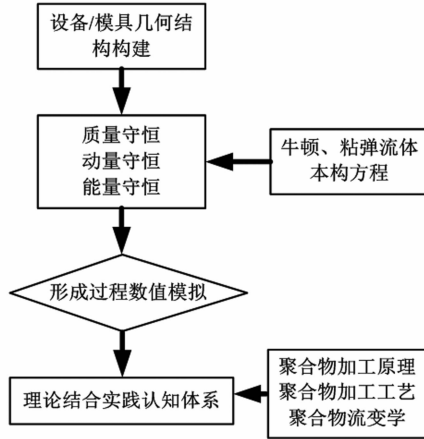 设备/模具几何结
构构建
质量守恒
动量守恒
能量守恒
牛顿、粘弹流体
本构方程
形成过程数值模拟
理论结合实践认知体系
聚合物加工原理
聚合物加工工艺
聚合物流变学